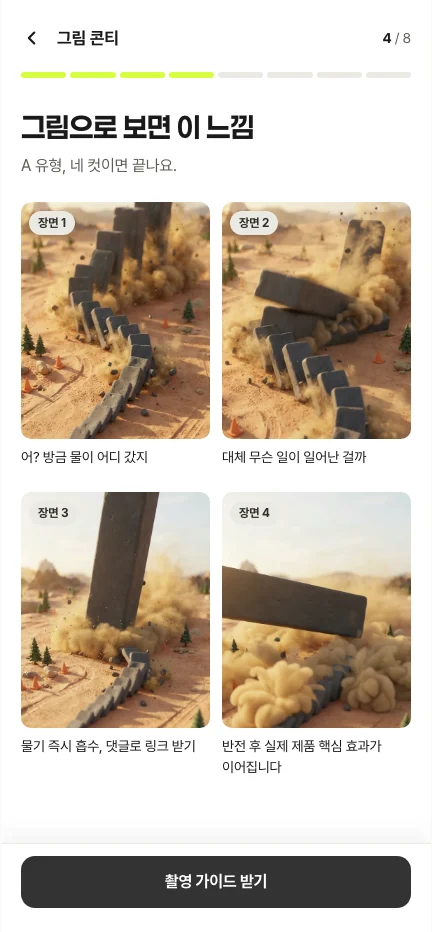 그림 콘티
4 / 8
그림으로 보면 이 느낌
A 유형, 네 컷이면 끝나요.
장면 1
장면 2
어? 방금 물이 어디 갔지
대체 무슨 일이 일어난 걸까
장면 3
장면 4
물기 즉시 흡수, 댓글로 링크 받기
반전 후 실제 제품 핵심 효과가
이어집니다
촬영 가이드 받기